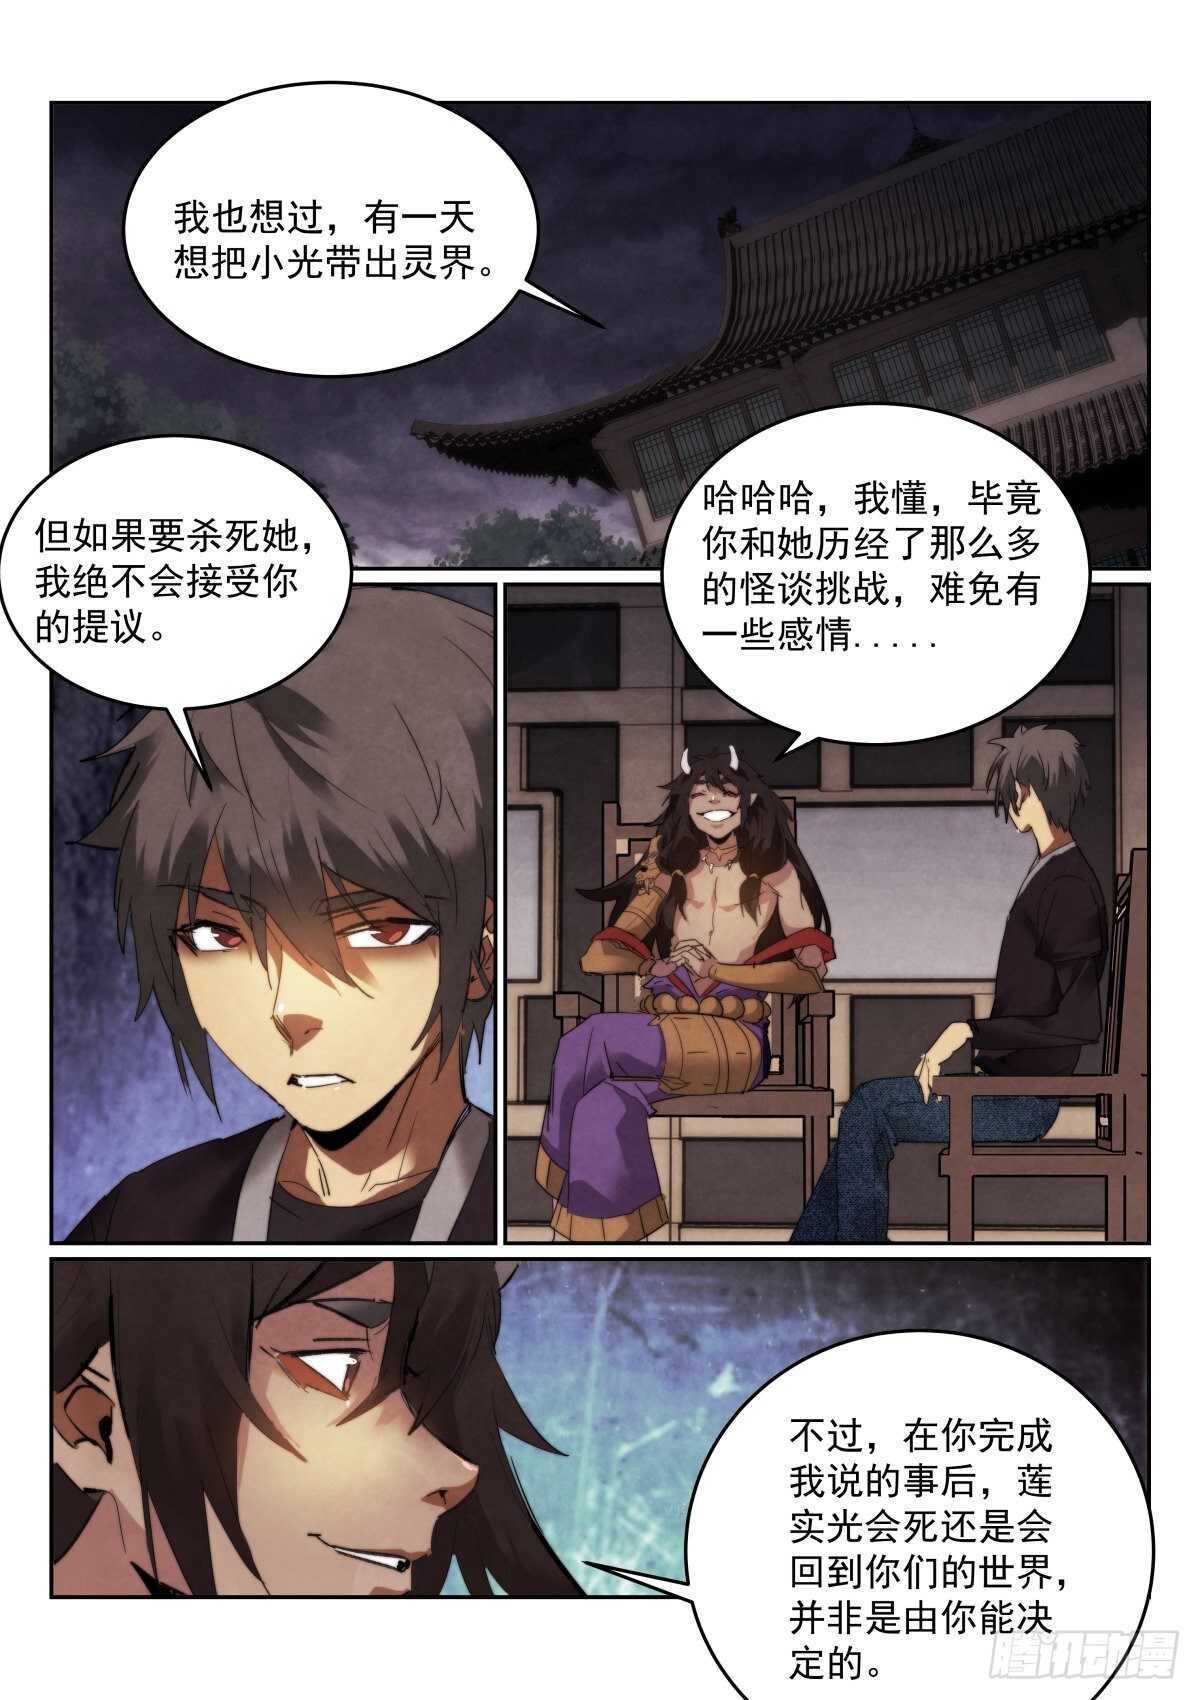 我也想过，有一天
想把小光带出灵界。
但如果要杀死她，
我绝不会接受你
的提议。
哈哈哈，我懂，毕竟
你和她历经了那么多
的怪谈挑战，难免有
一些感情.....
不过，在你完成
我说的事后，莲
实光会死还是会
回到你们的世界，
并非是由你能决
定的。
腾讯动漫